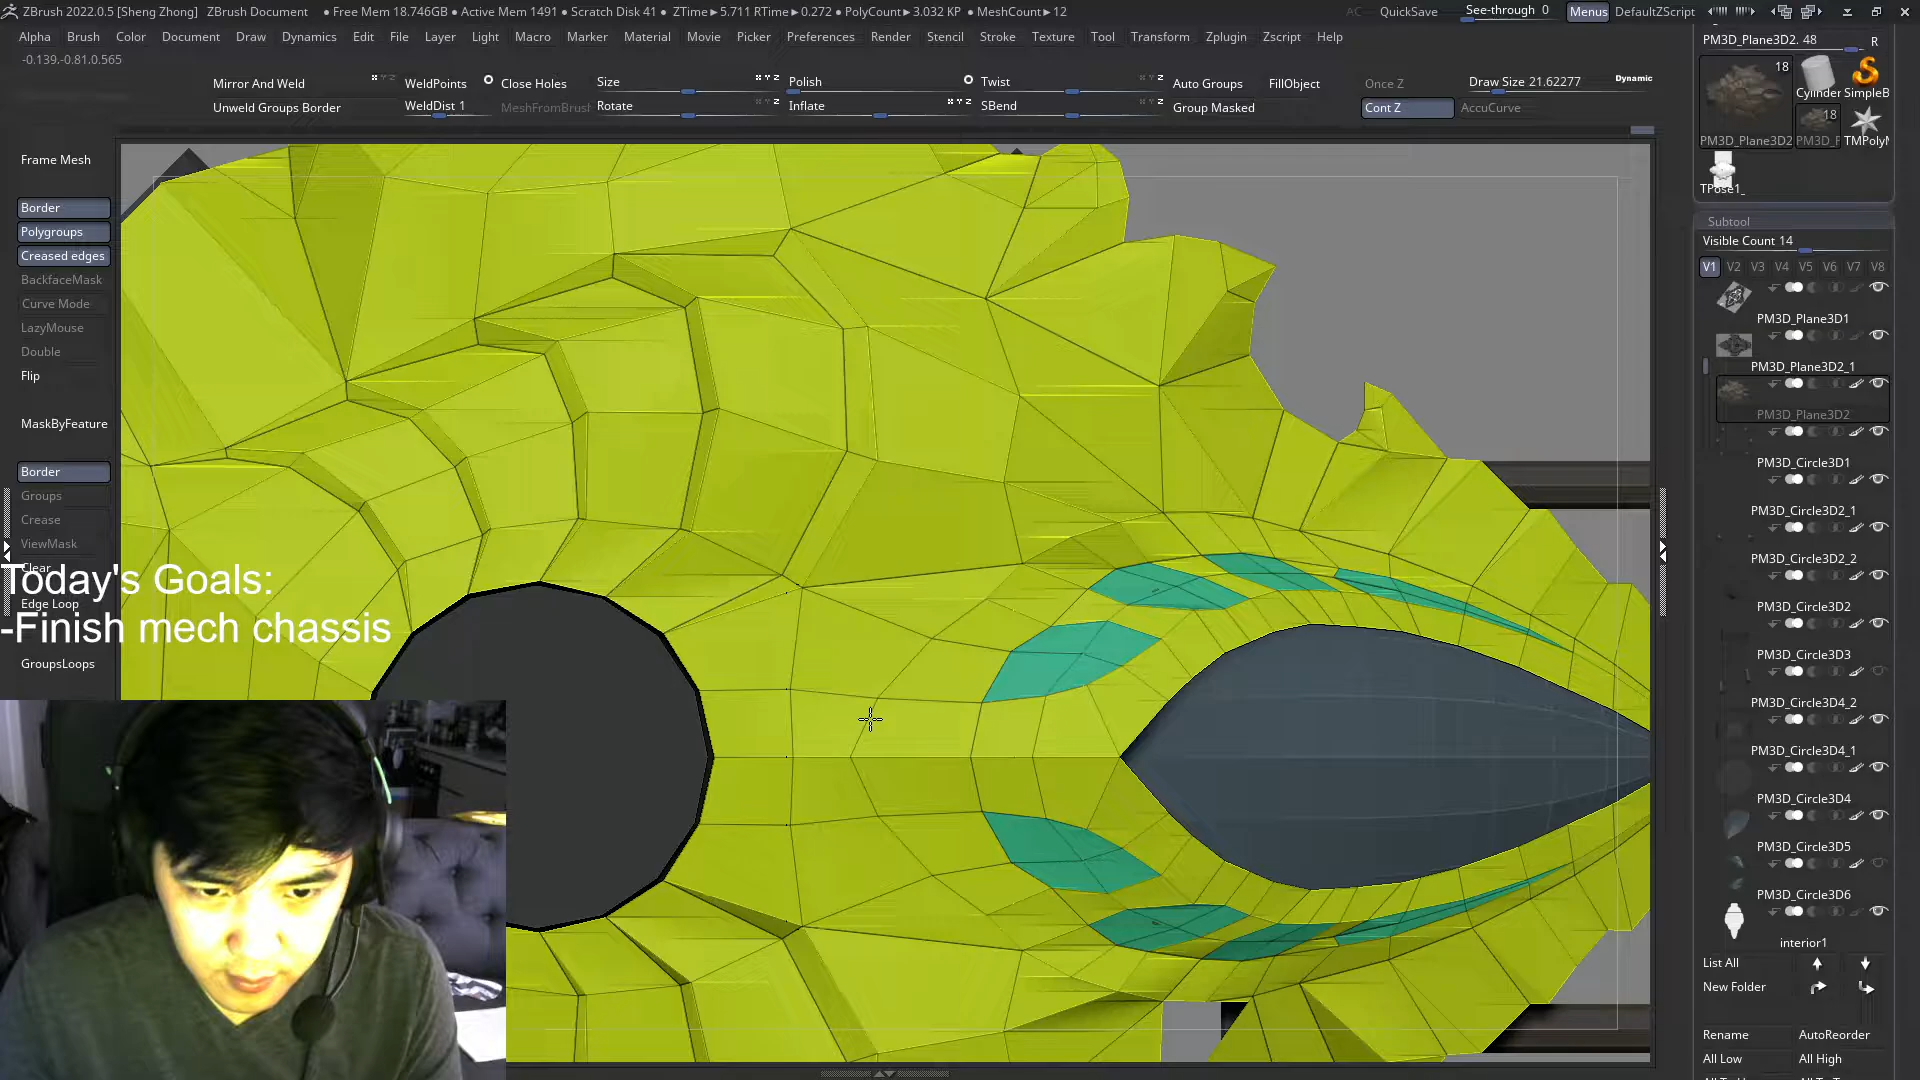 ZBrush 2022.0.5 [Sheng Zhong] ZBrush Document ● Free Mem 18.746GB ● Active Mem 1491 ● Scratch Disk 41 ● ZTime►5.711 RTime►0.272 ● PolyCount►3.032 KP ● MeshCount►12 AC QuickSave See-through 0 Menus DefaultZScript
Alpha Brush Color Document Draw Dynamics Edit File Layer Light Macro Marker Material Movie Picker Preferences Render Stencil Stroke Texture Tool Transform Zplugin Zscript Help
-0.139,-0.81,0.565
Mirror And Weld WeldPoints Close Holes Size Polish Twist Auto Groups FillObject Once Z Draw Size 21.62277 Dynamic
Unweld Groups Border WeldDist 1 MeshFromBrush Rotate Inflate SBend Group Masked Cont Z AccuCurve
Frame Mesh
Border
Polygroups
Creased edges
BackfaceMask
Curve Mode
LazyMouse
Double
Flip
MaskByFeature
Border
Groups
Crease
ViewMask
Clear
Edge Loop
GroupsLoops
Today's Goals:
-Finish mech chassis
PM3D_Plane3D2. 48 R
18
Cylinder SimpleB
18
PM3D_Plane3D2 PM3D_F TMPolyM
TPose1_
Subtool
Visible Count 14
V1 V2 V3 V4 V5 V6 V7 V8
PM3D_Plane3D1
PM3D_Plane3D2_1
PM3D_Plane3D2
PM3D_Circle3D1
PM3D_Circle3D2_1
PM3D_Circle3D2_2
PM3D_Circle3D2
PM3D_Circle3D3
PM3D_Circle3D4_2
PM3D_Circle3D4_1
PM3D_Circle3D4
PM3D_Circle3D5
PM3D_Circle3D6
interior1
List All
New Folder
Rename AutoReorder
All Low All High